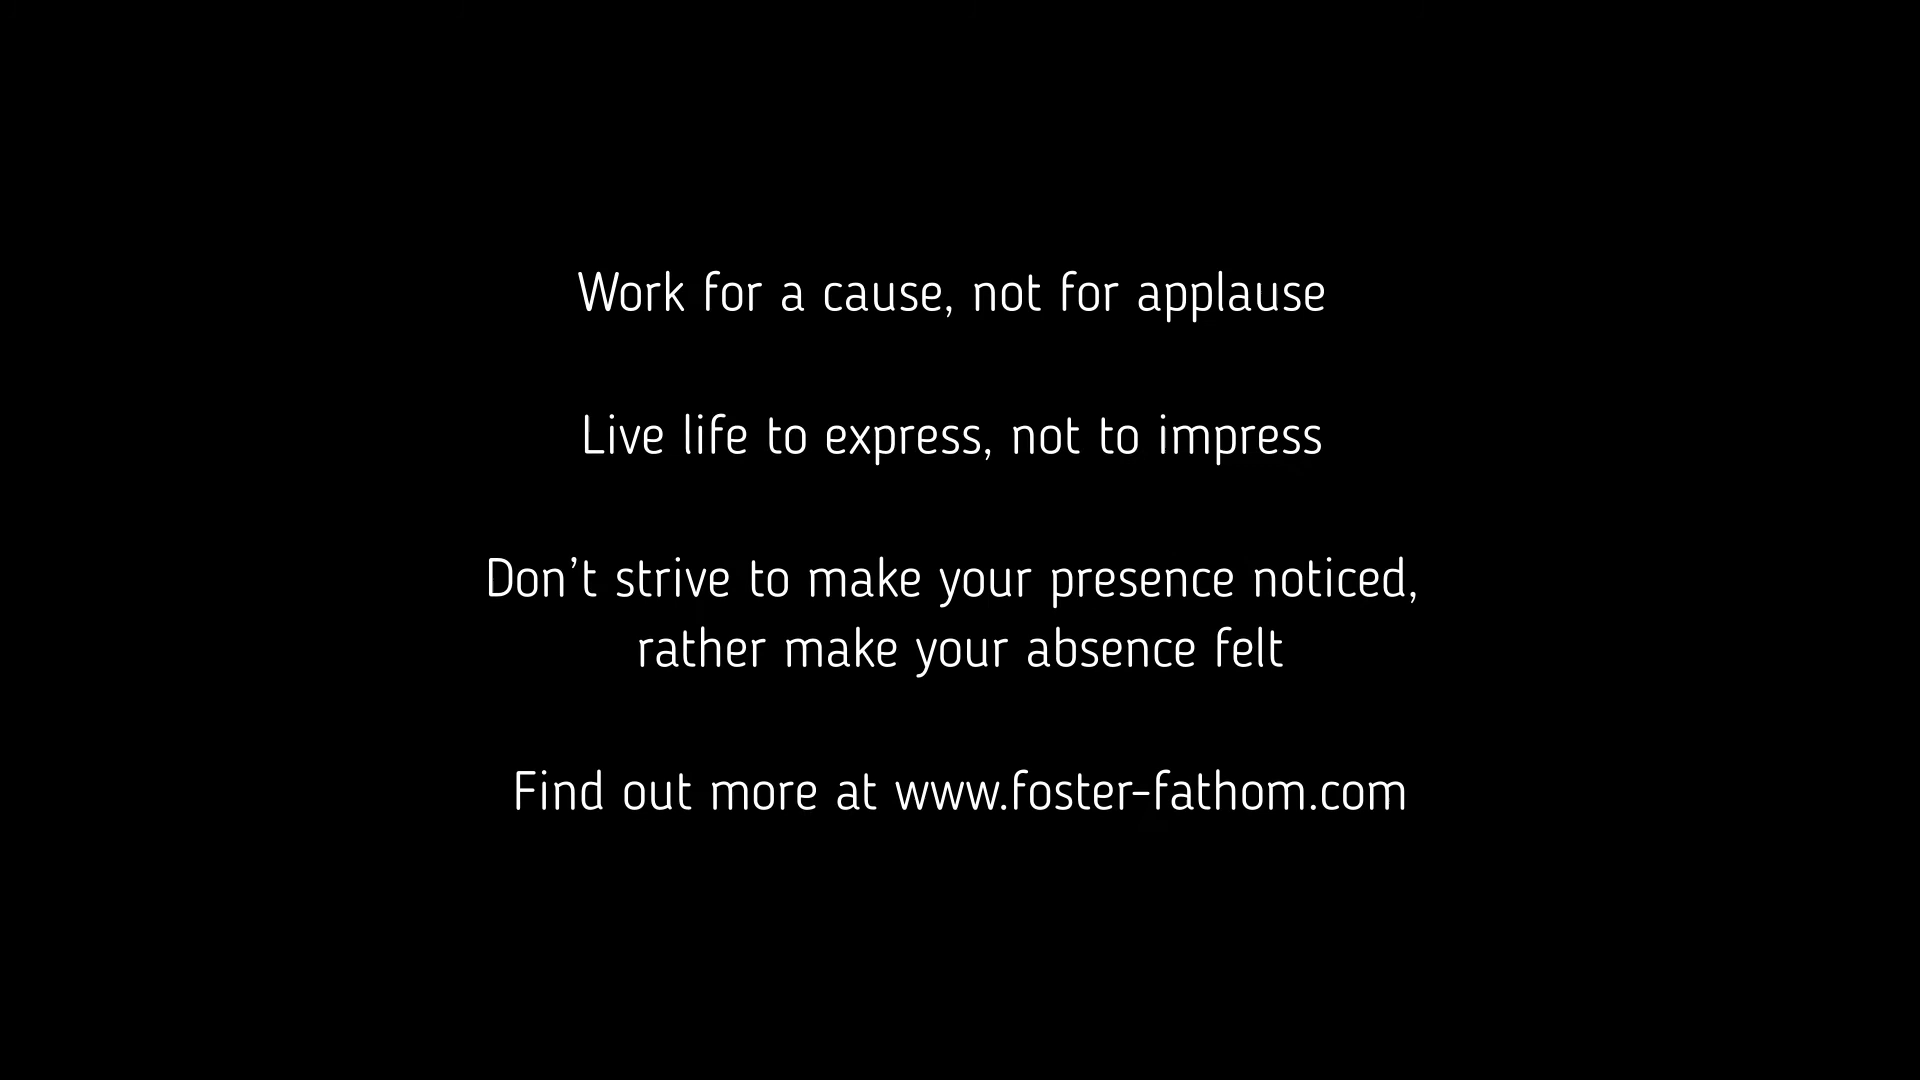 Work for a cause, not for applause
Live life to express, not to impress
Don’t strive to make your presence noticed,
rather make your absence felt
Find out more at www.foster-fathom.com